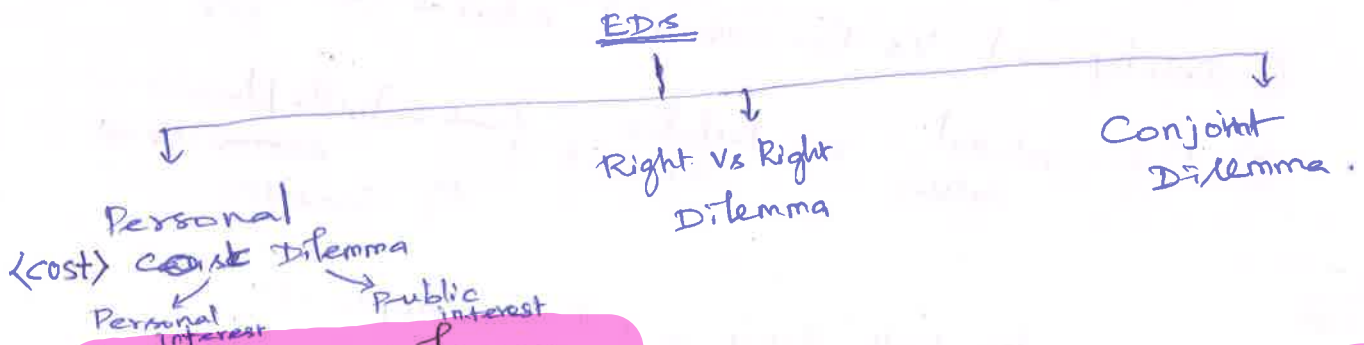 EDs
Personal
<cost> Dilemma
Personal interest
Public interest
Right Vs Right
Dilemma
Conjoint
Dilemma.